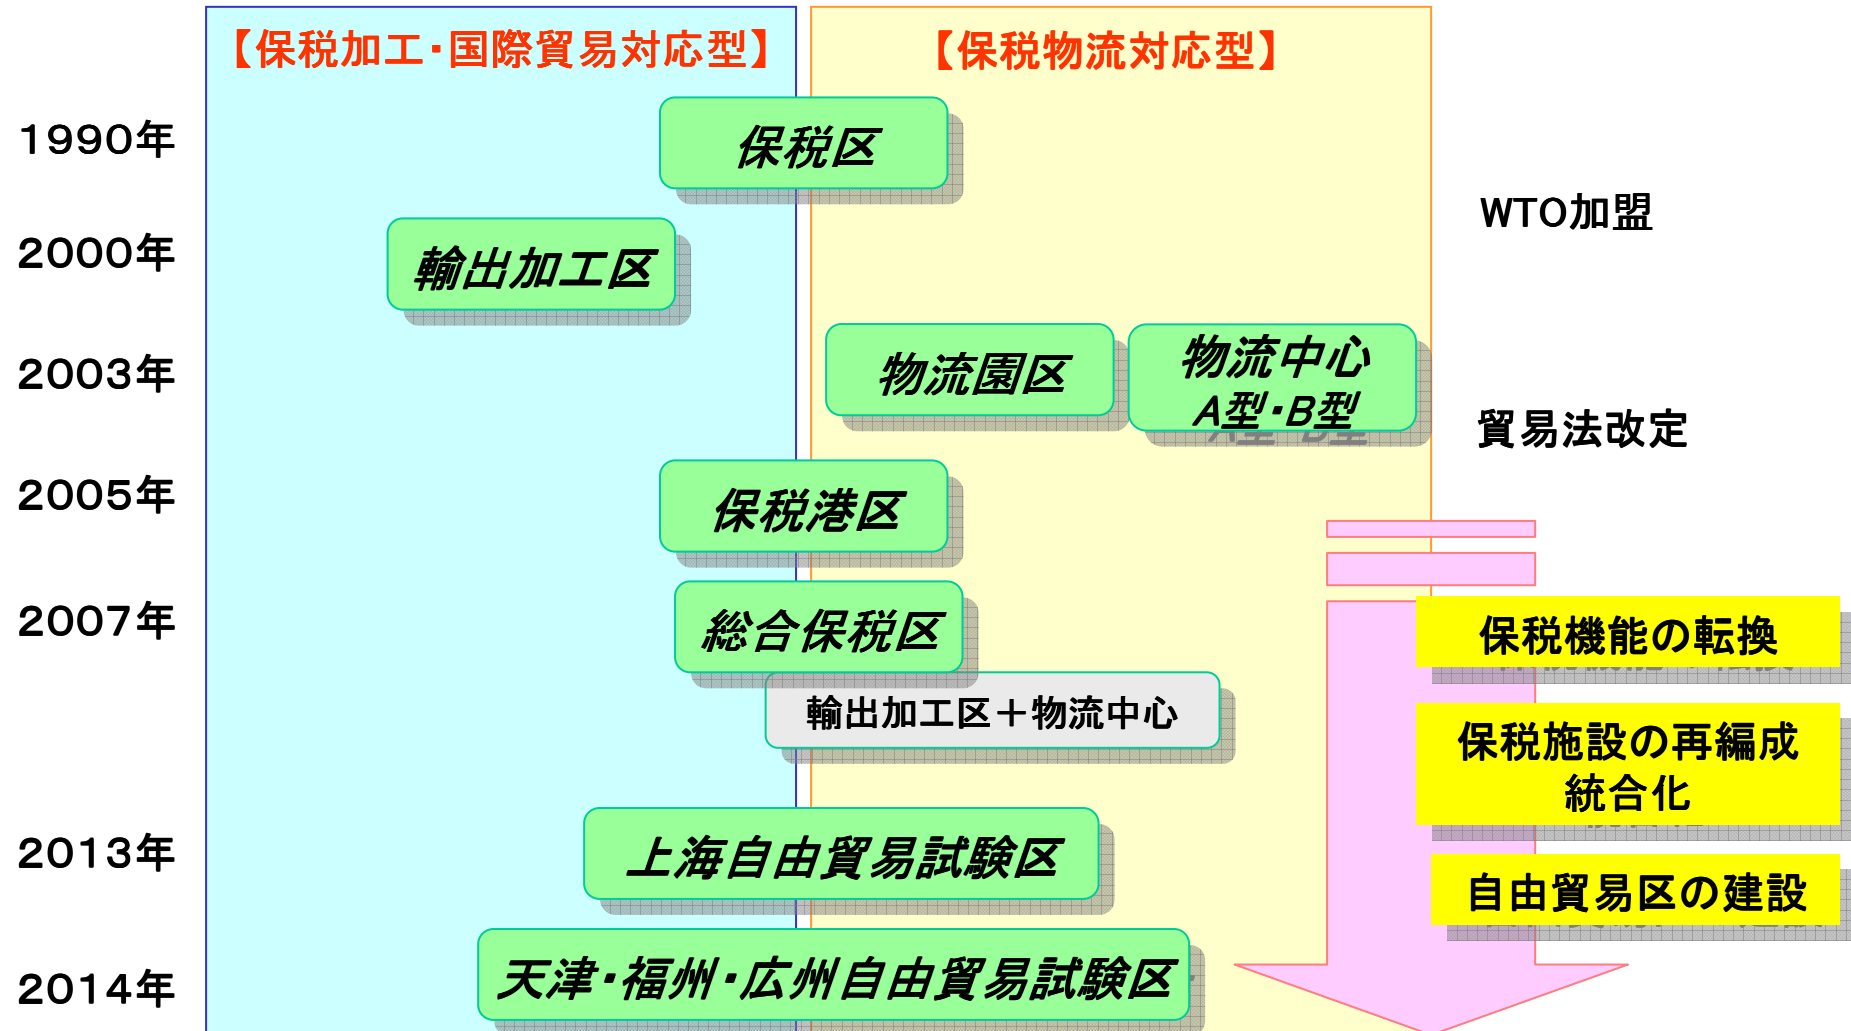 【保税加工・国際貿易対応型】
【保税物流対応型】
1990年
保税区
WTO加盟
2000年
輸出加工区
2003年
物流園区
物流中心
A型・B型
貿易法改定
2005年
保税港区
2007年
総合保税区
保税機能の転換
輸出加工区＋物流中心
保税施設の再編成
統合化
2013年
上海自由貿易試験区
自由貿易区の建設
2014年
天津・福州・広州自由貿易試験区